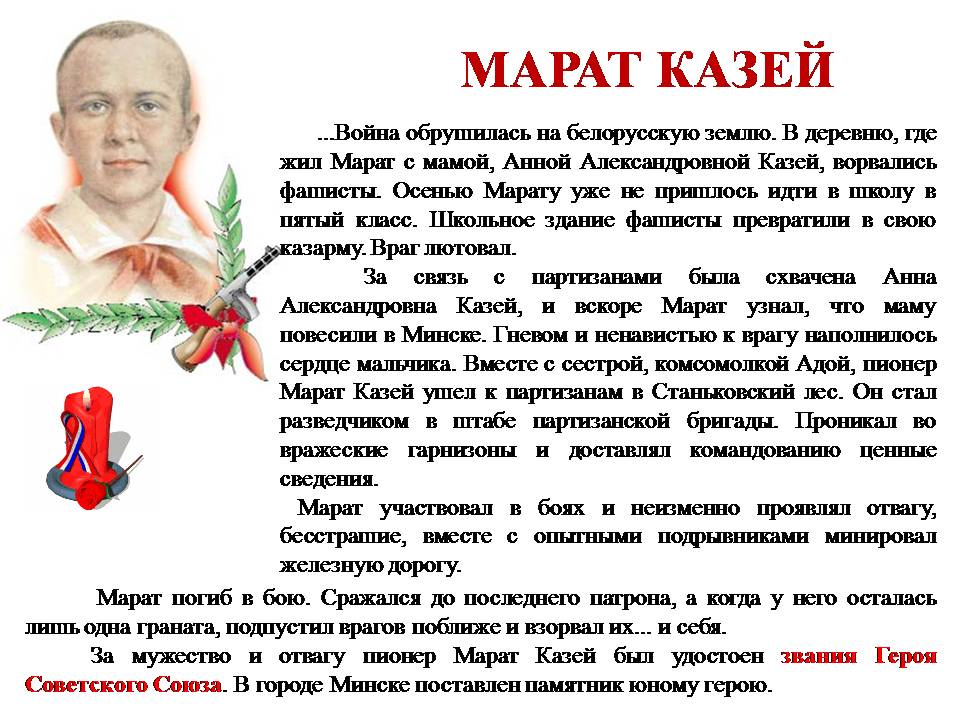 МАРАТ КАЗЕЙ
...Война обрушилась на белорусскую землю. В деревню, где
жил Марат с мамой, Анной Александровной Казей, ворвались
фашисты. Осенью Марату уже не пришлось идти в школу в
пятый класс. Школьное здание фашисты превратили в свою
казарму. Враг лютовал.
За связь с партизанами была схвачена Анна
Александровна Казей, и вскоре Марат узнал, что маму
повесили в Минске. Гневом и ненавистью к врагу наполнилось
сердце мальчика. Вместе с сестрой, комсомолкой Адой, пионер
Марат Казей ушел к партизанам в Станьковский лес. Он стал
разведчиком в штабе партизанской бригады. Проникал во
вражеские гарнизоны и доставлял командованию ценные
сведения.
Марат участвовал в боях и неизменно проявлял отвагу,
бесстрашие, вместе с опытными подрывниками минировал
железную дорогу.
Марат погиб в бою. Сражался до последнего патрона, а когда у него осталась
лишь одна граната, подпустил врагов поближе и взорвал их... и себя.
За мужество и отвагу пионер Марат Казей был удостоен звания Героя
Советского Союза. В городе Минске поставлен памятник юному герою.